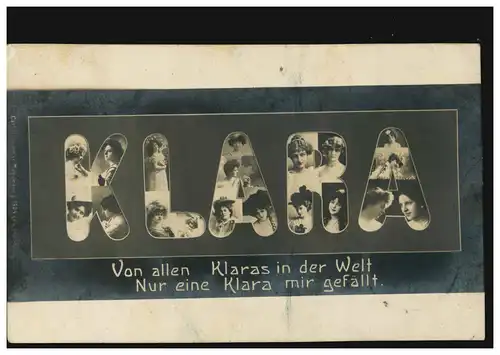 KLARA
Von allen Klaras in der Welt
Nur eine Klara mir gefällt.